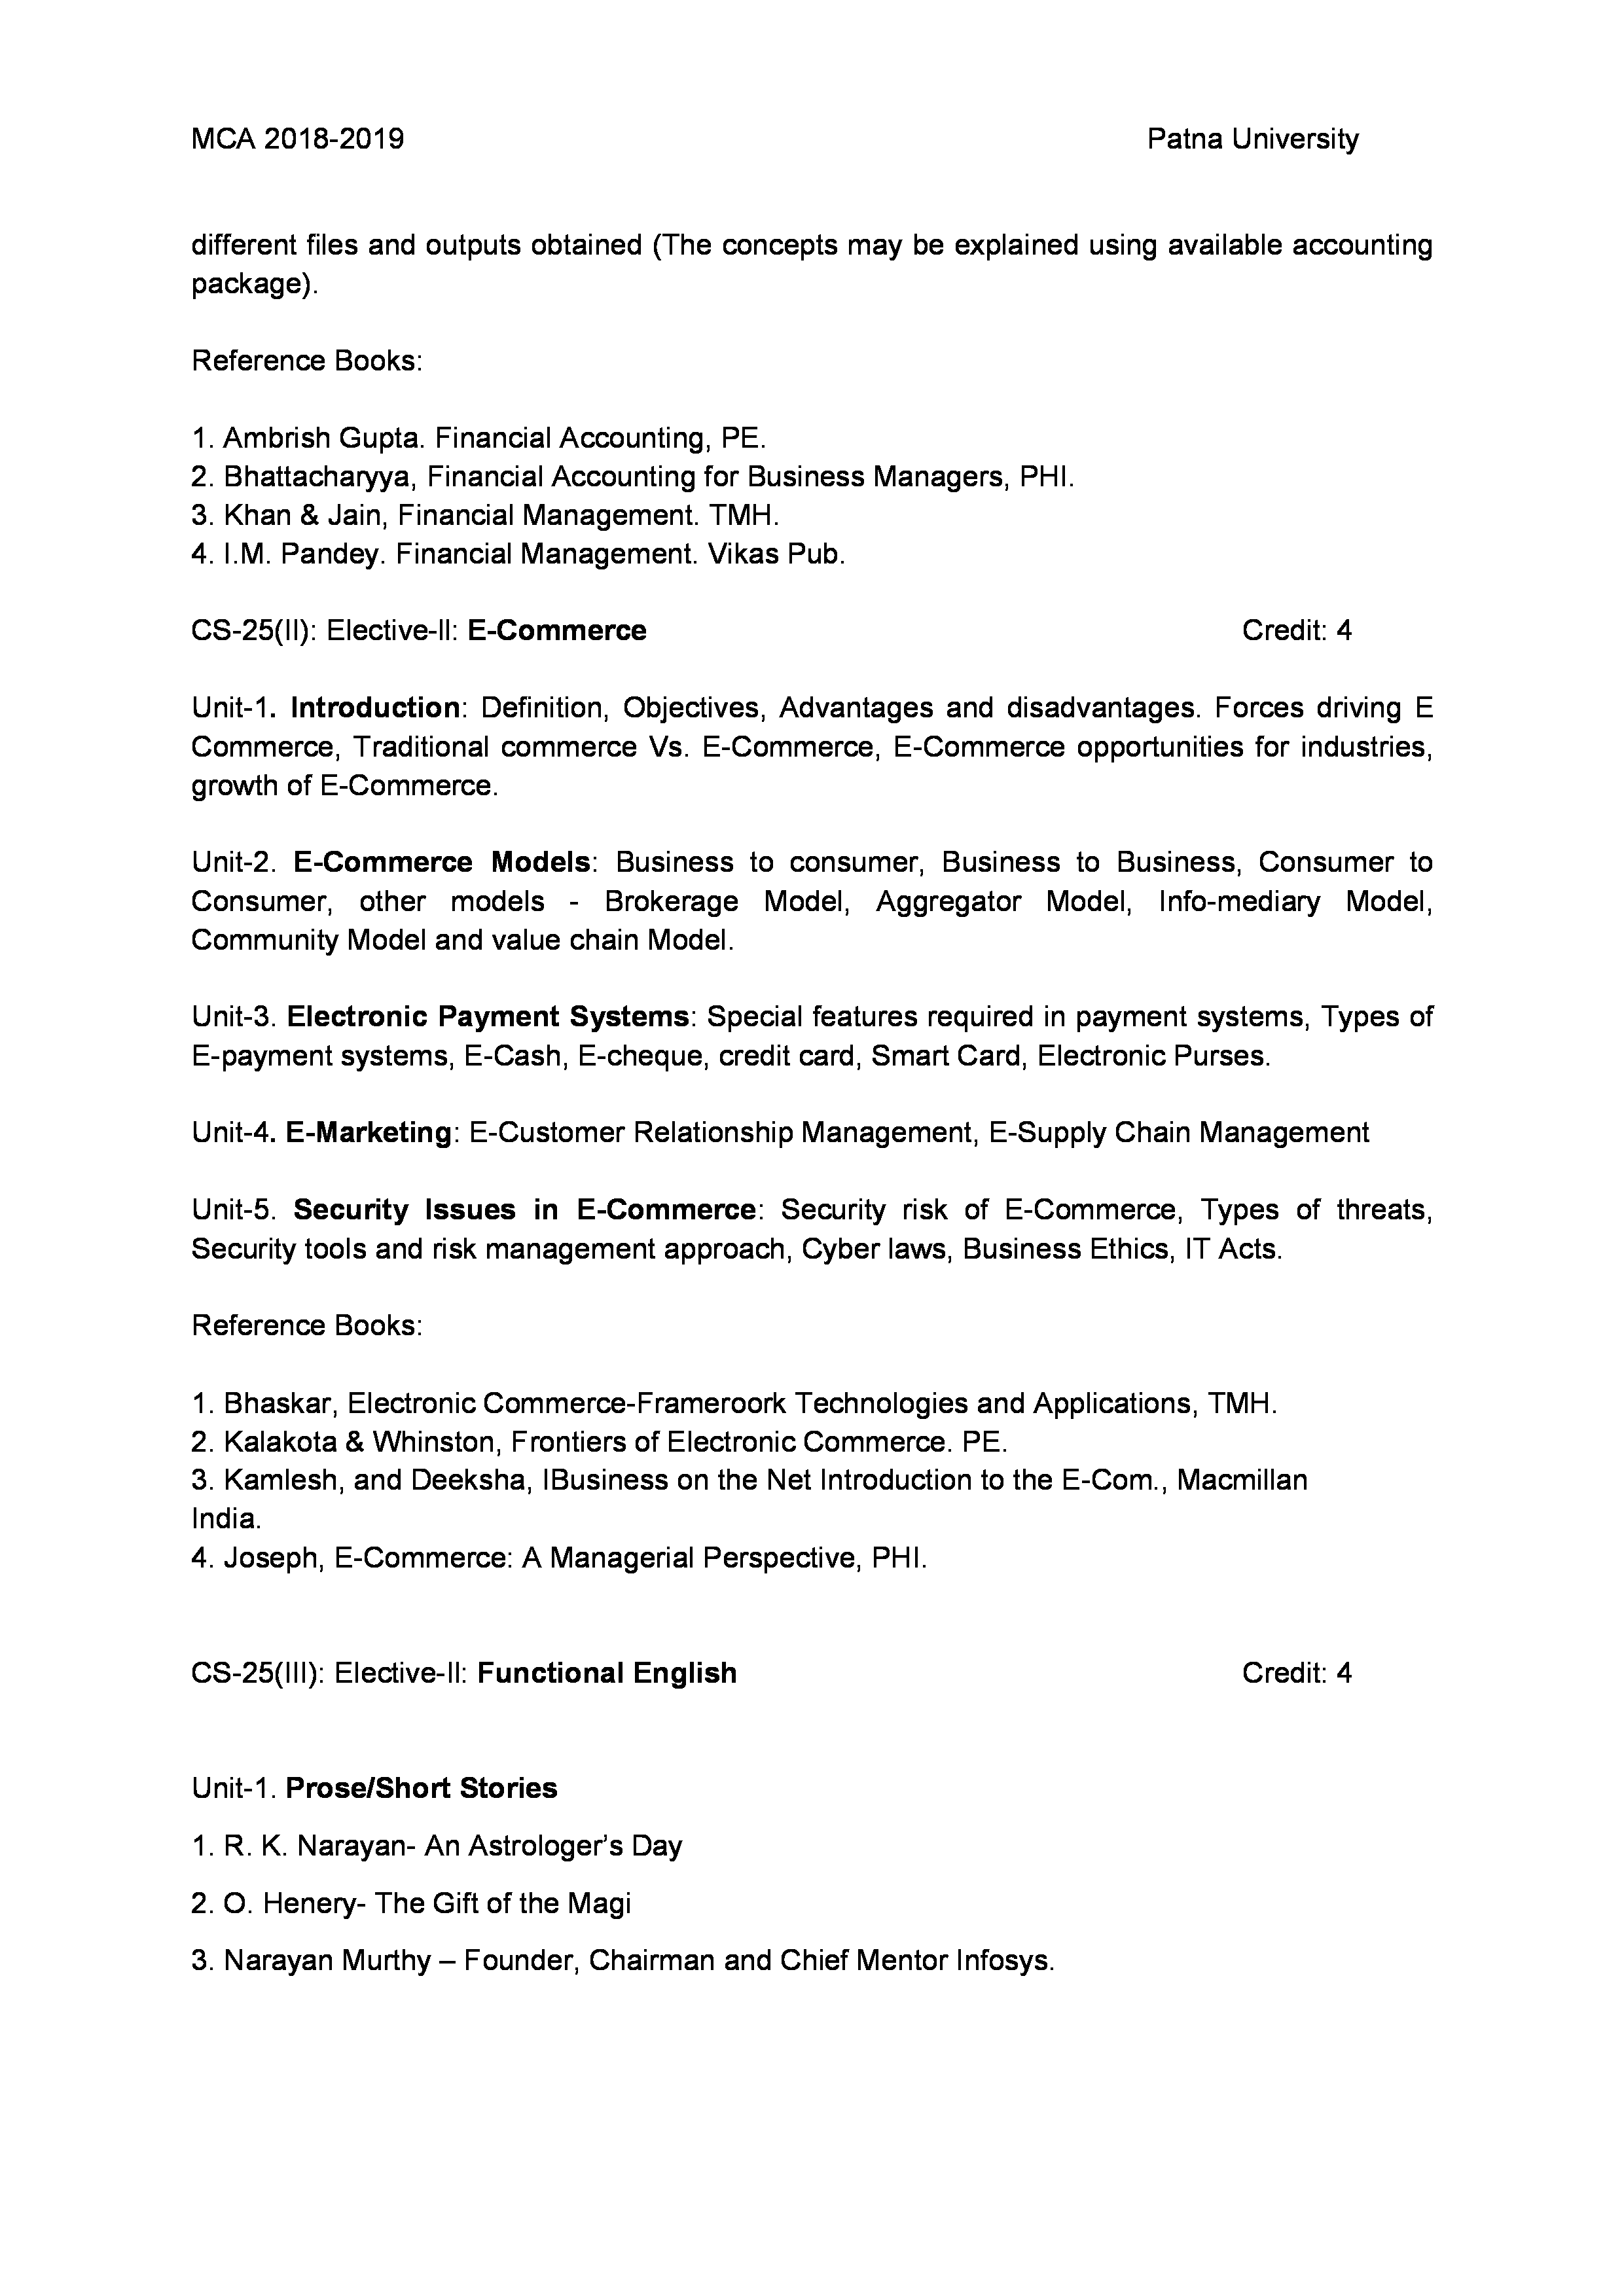 MCA 2018-2019 Patna University
different files and outputs obtained (The concepts may be explained using available accounting
package).
Reference Books:
1. Ambrish Gupta. Financial Accounting, PE.
2. Bhattacharyya, Financial Accounting for Business Managers, PHI.
3. Khan & Jain, Financial Management. TMH.
4. I.M. Pandey. Financial Management. Vikas Pub.
CS-25(II): Elective-II: E-Commerce Credit: 4
Unit-1. Introduction: Definition, Objectives, Advantages and disadvantages. Forces driving E
Commerce, Traditional commerce Vs. E-Commerce, E-Commerce opportunities for industries,
growth of E-Commerce.
Unit-2. E-Commerce Models: Business to consumer, Business to Business, Consumer to
Consumer, other models - Brokerage Model, Aggregator Model, Info-mediary Model,
Community Model and value chain Model.
Unit-3. Electronic Payment Systems: Special features required in payment systems, Types of
E-payment systems, E-Cash, E-cheque, credit card, Smart Card, Electronic Purses.
Unit-4. E-Marketing: E-Customer Relationship Management, E-Supply Chain Management
Unit-5. Security Issues in E-Commerce: Security risk of E-Commerce, Types of threats,
Security tools and risk management approach, Cyber laws, Business Ethics, IT Acts.
Reference Books:
1. Bhaskar, Electronic Commerce-Frameroork Technologies and Applications, TMH.
2. Kalakota & Whinston, Frontiers of Electronic Commerce. PE.
3. Kamlesh, and Deeksha, IBusiness on the Net Introduction to the E-Com., Macmillan
India.
4. Joseph, E-Commerce: A Managerial Perspective, PHI.
CS-25(III): Elective-II: Functional English Credit: 4
Unit-1. Prose/Short Stories
1. R. K. Narayan- An Astrologer’s Day
2. O. Henery- The Gift of the Magi
3. Narayan Murthy – Founder, Chairman and Chief Mentor Infosys.